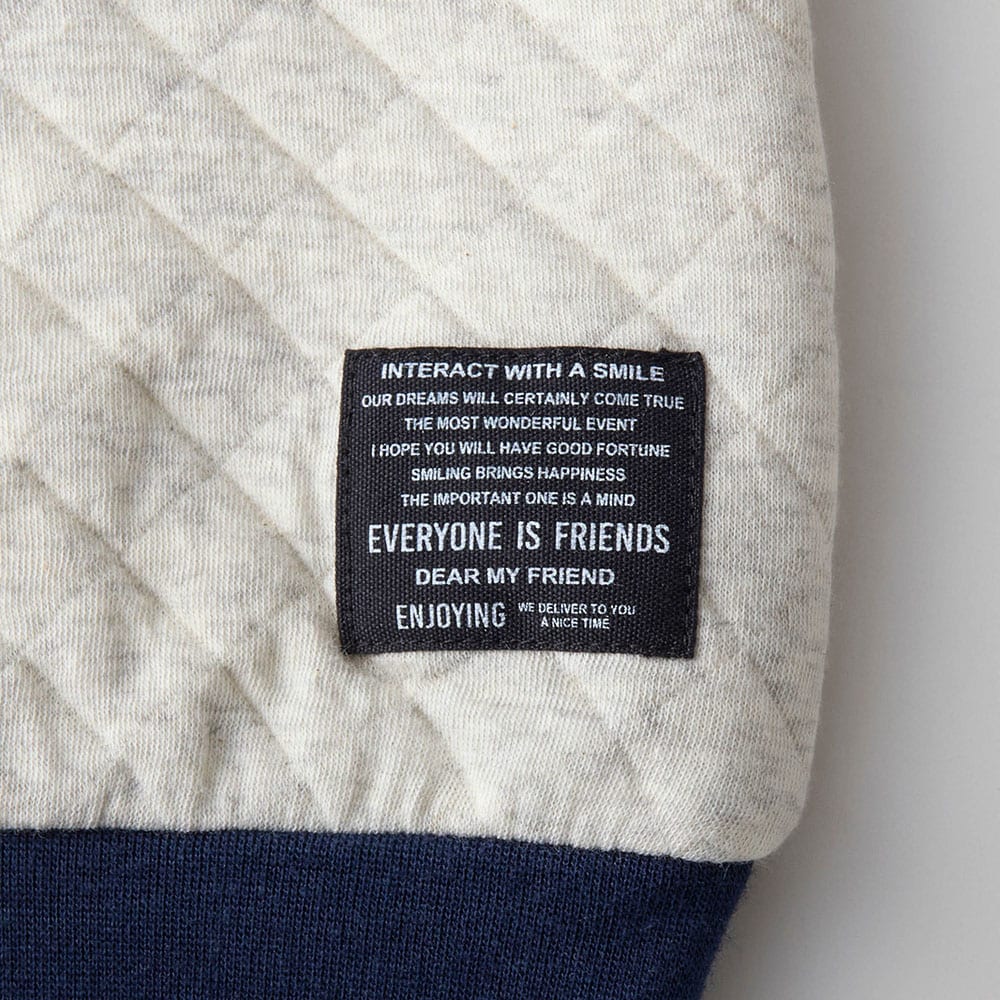 INTERACT WITH A SMILE
OUR DREAMS WILL CERTAINLY COME TRUE
THE MOST WONDERFUL EVENT
I HOPE YOU WILL HAVE GOOD FORTUNE
SMILING BRINGS HAPPINESS
THE IMPORTANT ONE IS A MIND
EVERYONE IS FRIENDS
DEAR MY FRIEND
ENJOYING
WE DELIVER TO YOU
A NICE TIME